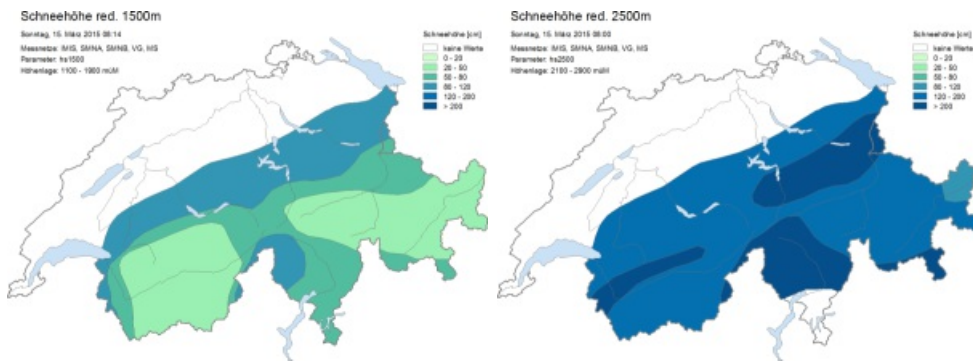 Schneehöhe red. 1500m
Sonntag, 15. März 2015 08:14
Messnetze: IMIS, SMNA, SMNB, VG, MS
Parameter: hs1500
Höhenlage: 1100 - 1900 müM
Schneehöhe [cm]
keine Werte
0 - 20
20 - 50
50 - 80
80 - 120
120 - 200
> 200
Schneehöhe red. 2500m
Sonntag, 15. März 2015 08:00
Messnetze: IMIS, SMNA, SMNB, VG, MS
Parameter: hs2500
Höhenlage: 2100 - 2900 müM
Schneehöhe [cm]
keine Werte
0 - 20
20 - 50
50 - 80
80 - 120
120 - 200
> 200